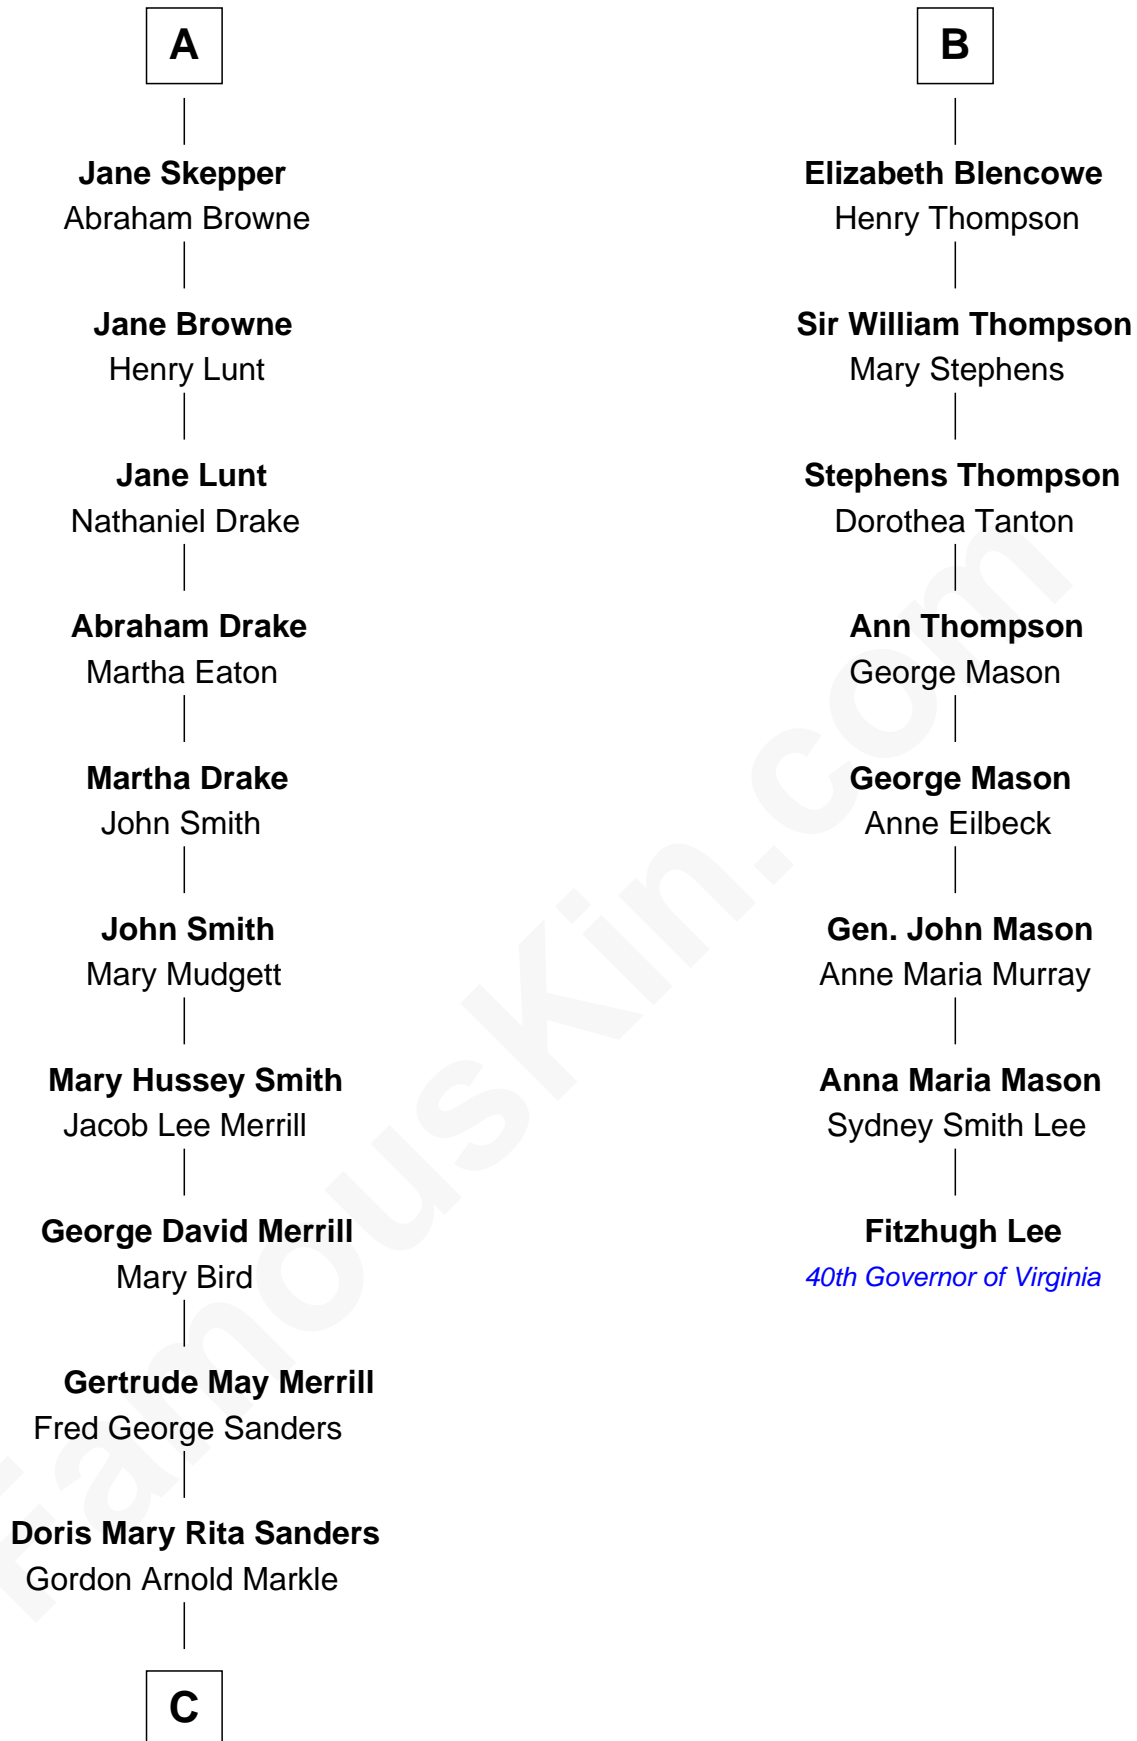 A
Jane Skepper
Abraham Browne
Jane Browne
Henry Lunt
Jane Lunt
Nathaniel Drake
Abraham Drake
Martha Eaton
Martha Drake
John Smith
John Smith
Mary Mudgett
Mary Hussey Smith
Jacob Lee Merrill
George David Merrill
Mary Bird
Gertrude May Merrill
Fred George Sanders
Doris Mary Rita Sanders
Gordon Arnold Markle
C
B
Elizabeth Blencowe
Henry Thompson
Sir William Thompson
Mary Stephens
Stephens Thompson
Dorothea Tanton
Ann Thompson
George Mason
George Mason
Anne Eilbeck
Gen. John Mason
Anne Maria Murray
Anna Maria Mason
Sydney Smith Lee
Fitzhugh Lee
40th Governor of Virginia
FamousKin.com